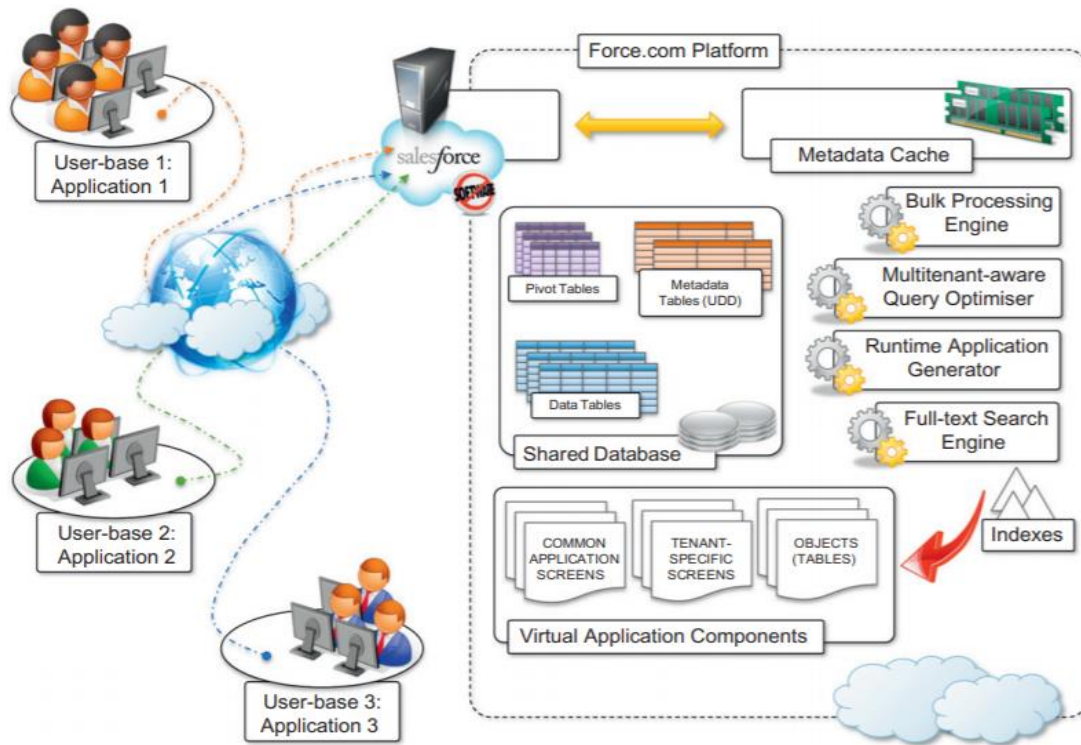 Force.com Platform
User-base 1:
Application 1
salesforce
SOFTWARE
Metadata Cache
Bulk Processing
Engine
Multitenant-aware
Query Optimiser
Runtime Application
Generator
Full-text Search
Engine
Pivot Tables
Metadata
Tables (UDD)
Data Tables
Shared Database
User-base 2:
Application 2
Indexes
COMMON
APPLICATION
SCREENS
TENANT-
SPECIFIC
SCREENS
OBJECTS
(TABLES)
Virtual Application Components
User-base 3:
Application 3